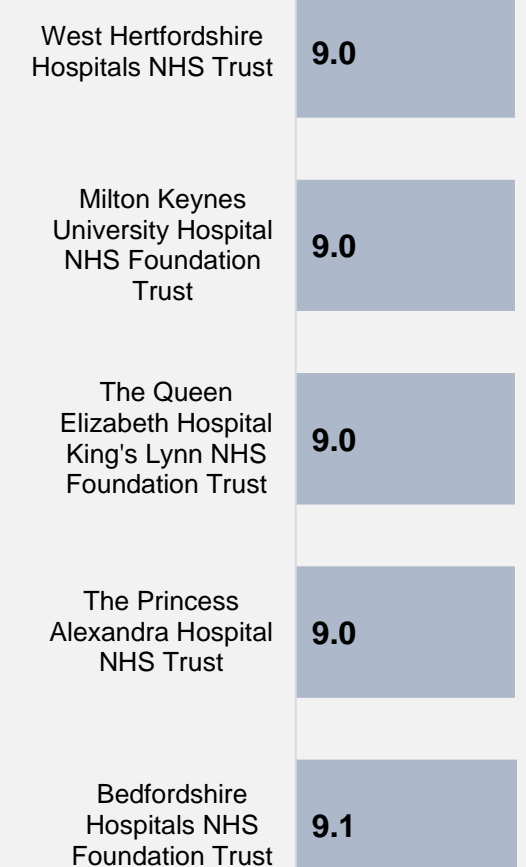 West Hertfordshire
Hospitals NHS Trust
9.0
Milton Keynes
University Hospital
NHS Foundation
Trust
9.0
The Queen
Elizabeth Hospital
King's Lynn NHS
Foundation Trust
9.0
The Princess
Alexandra Hospital
NHS Trust
9.0
Bedfordshire
Hospitals NHS
Foundation Trust
9.1